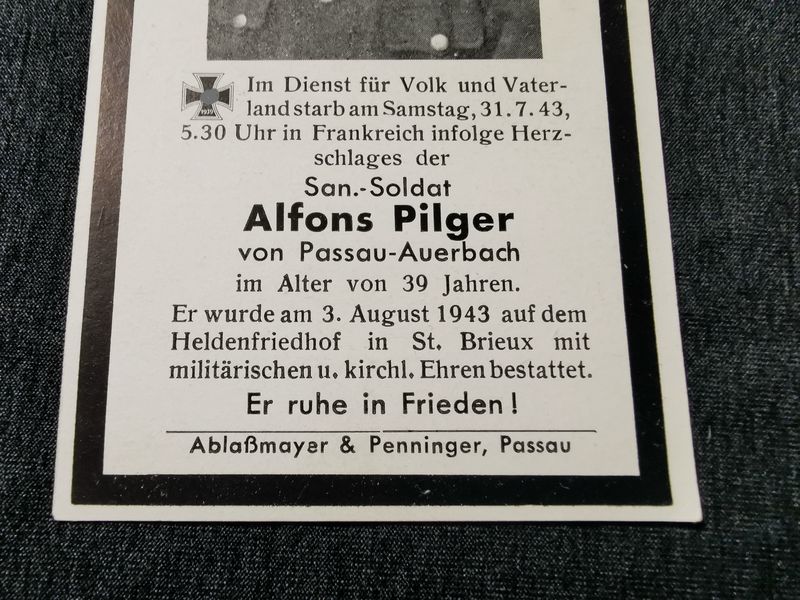 1939
Im Dienst für Volk und Vater-
land starb am Samstag, 31.7.43,
5.30 Uhr in Frankreich infolge Herz-
schlages der
San.-Soldat
Alfons Pilger
von Passau-Auerbach
im Alter von 39 Jahren.
Er wurde am 3. August 1943 auf dem
Heldenfriedhof in St. Brieux mit
militärischen u. kirchl. Ehren bestattet.
Er ruhe in Frieden!
Ablaßmayer & Penninger, Passau